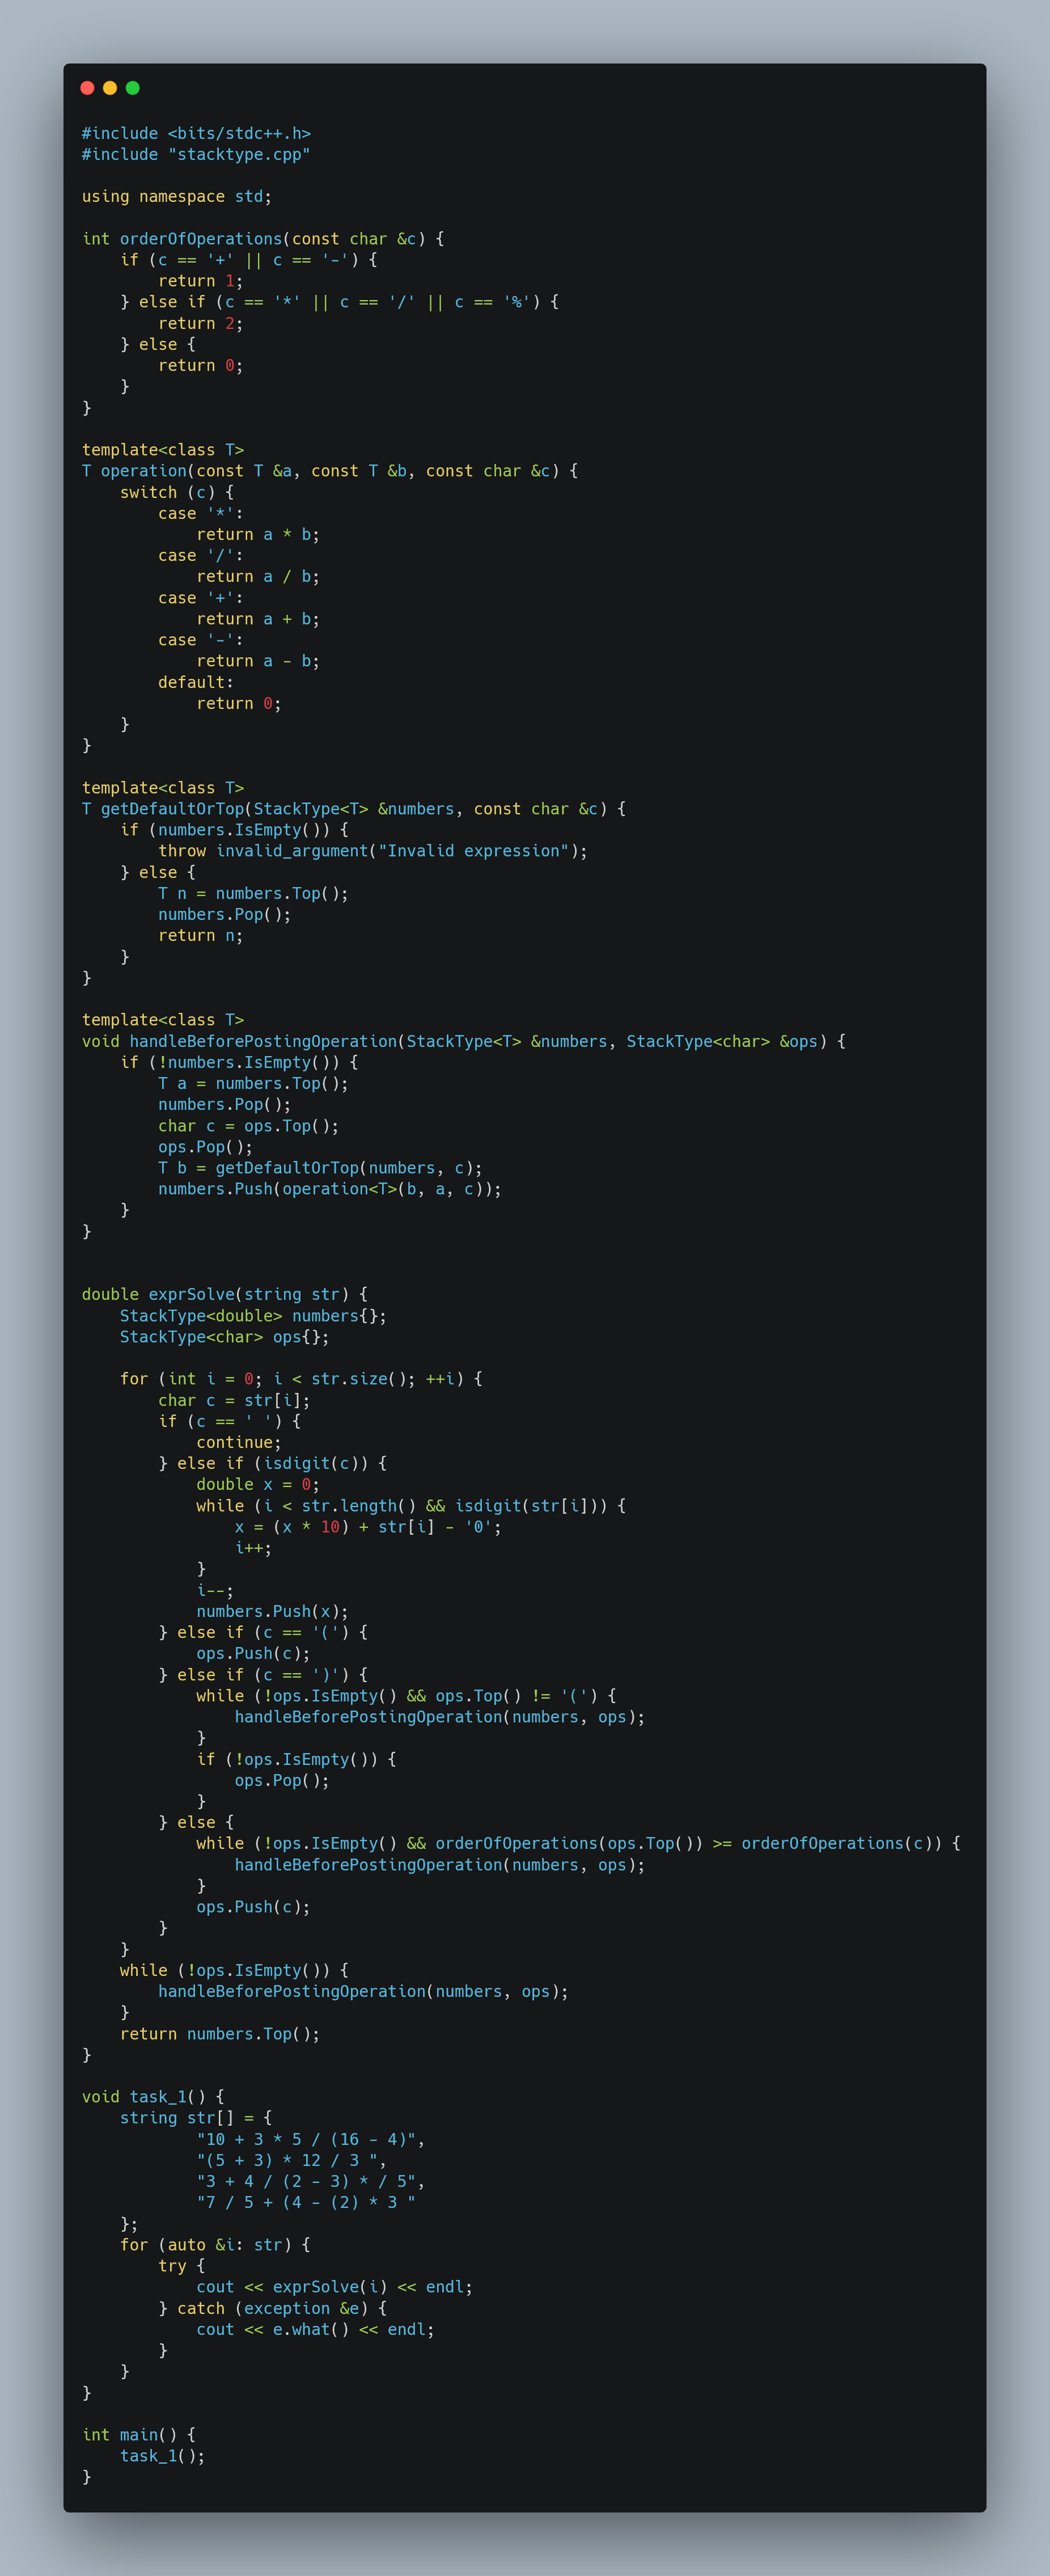 #include <bits/stdc++.h>
#include "stacktype.cpp"

using namespace std;

int orderOfOperations(const char &c) {
    if (c == '+' || c == '-') {
        return 1;
    } else if (c == '*' || c == '/' || c == '%') {
        return 2;
    } else {
        return 0;
    }
}

template<class T>
T operation(const T &a, const T &b, const char &c) {
    switch (c) {
        case '*':
            return a * b;
        case '/':
            return a / b;
        case '+':
            return a + b;
        case '-':
            return a - b;
        default:
            return 0;
    }
}

template<class T>
T getDefaultOrTop(StackType<T> &numbers, const char &c) {
    if (numbers.IsEmpty()) {
        throw invalid_argument("Invalid expression");
    } else {
        T n = numbers.Top();
        numbers.Pop();
        return n;
    }
}

template<class T>
void handleBeforePostingOperation(StackType<T> &numbers, StackType<char> &ops) {
    if (!numbers.IsEmpty()) {
        T a = numbers.Top();
        numbers.Pop();
        char c = ops.Top();
        ops.Pop();
        T b = getDefaultOrTop(numbers, c);
        numbers.Push(operation<T>(b, a, c));
    }
}


double exprSolve(string str) {
    StackType<double> numbers{};
    StackType<char> ops{};

    for (int i = 0; i < str.size(); ++i) {
        char c = str[i];
        if (c == ' ') {
            continue;
        } else if (isdigit(c)) {
            double x = 0;
            while (i < str.length() && isdigit(str[i])) {
                x = (x * 10) + str[i] - '0';
                i++;
            }
            i--;
            numbers.Push(x);
        } else if (c == '(') {
            ops.Push(c);
        } else if (c == ')') {
            while (!ops.IsEmpty() && ops.Top() != '(') {
                handleBeforePostingOperation(numbers, ops);
            }
            if (!ops.IsEmpty()) {
                ops.Pop();
            }
        } else {
            while (!ops.IsEmpty() && orderOfOperations(ops.Top()) >= orderOfOperations(c)) {
                handleBeforePostingOperation(numbers, ops);
            }
            ops.Push(c);
        }
    }
    while (!ops.IsEmpty()) {
        handleBeforePostingOperation(numbers, ops);
    }
    return numbers.Top();
}

void task_1() {
    string str[] = {
            "10 + 3 * 5 / (16 - 4)",
            "(5 + 3) * 12 / 3 ",
            "3 + 4 / (2 - 3) * / 5",
            "7 / 5 + (4 - (2) * 3 "
    };
    for (auto &i: str) {
        try {
            cout << exprSolve(i) << endl;
        } catch (exception &e) {
            cout << e.what() << endl;
        }
    }
}

int main() {
    task_1();
}